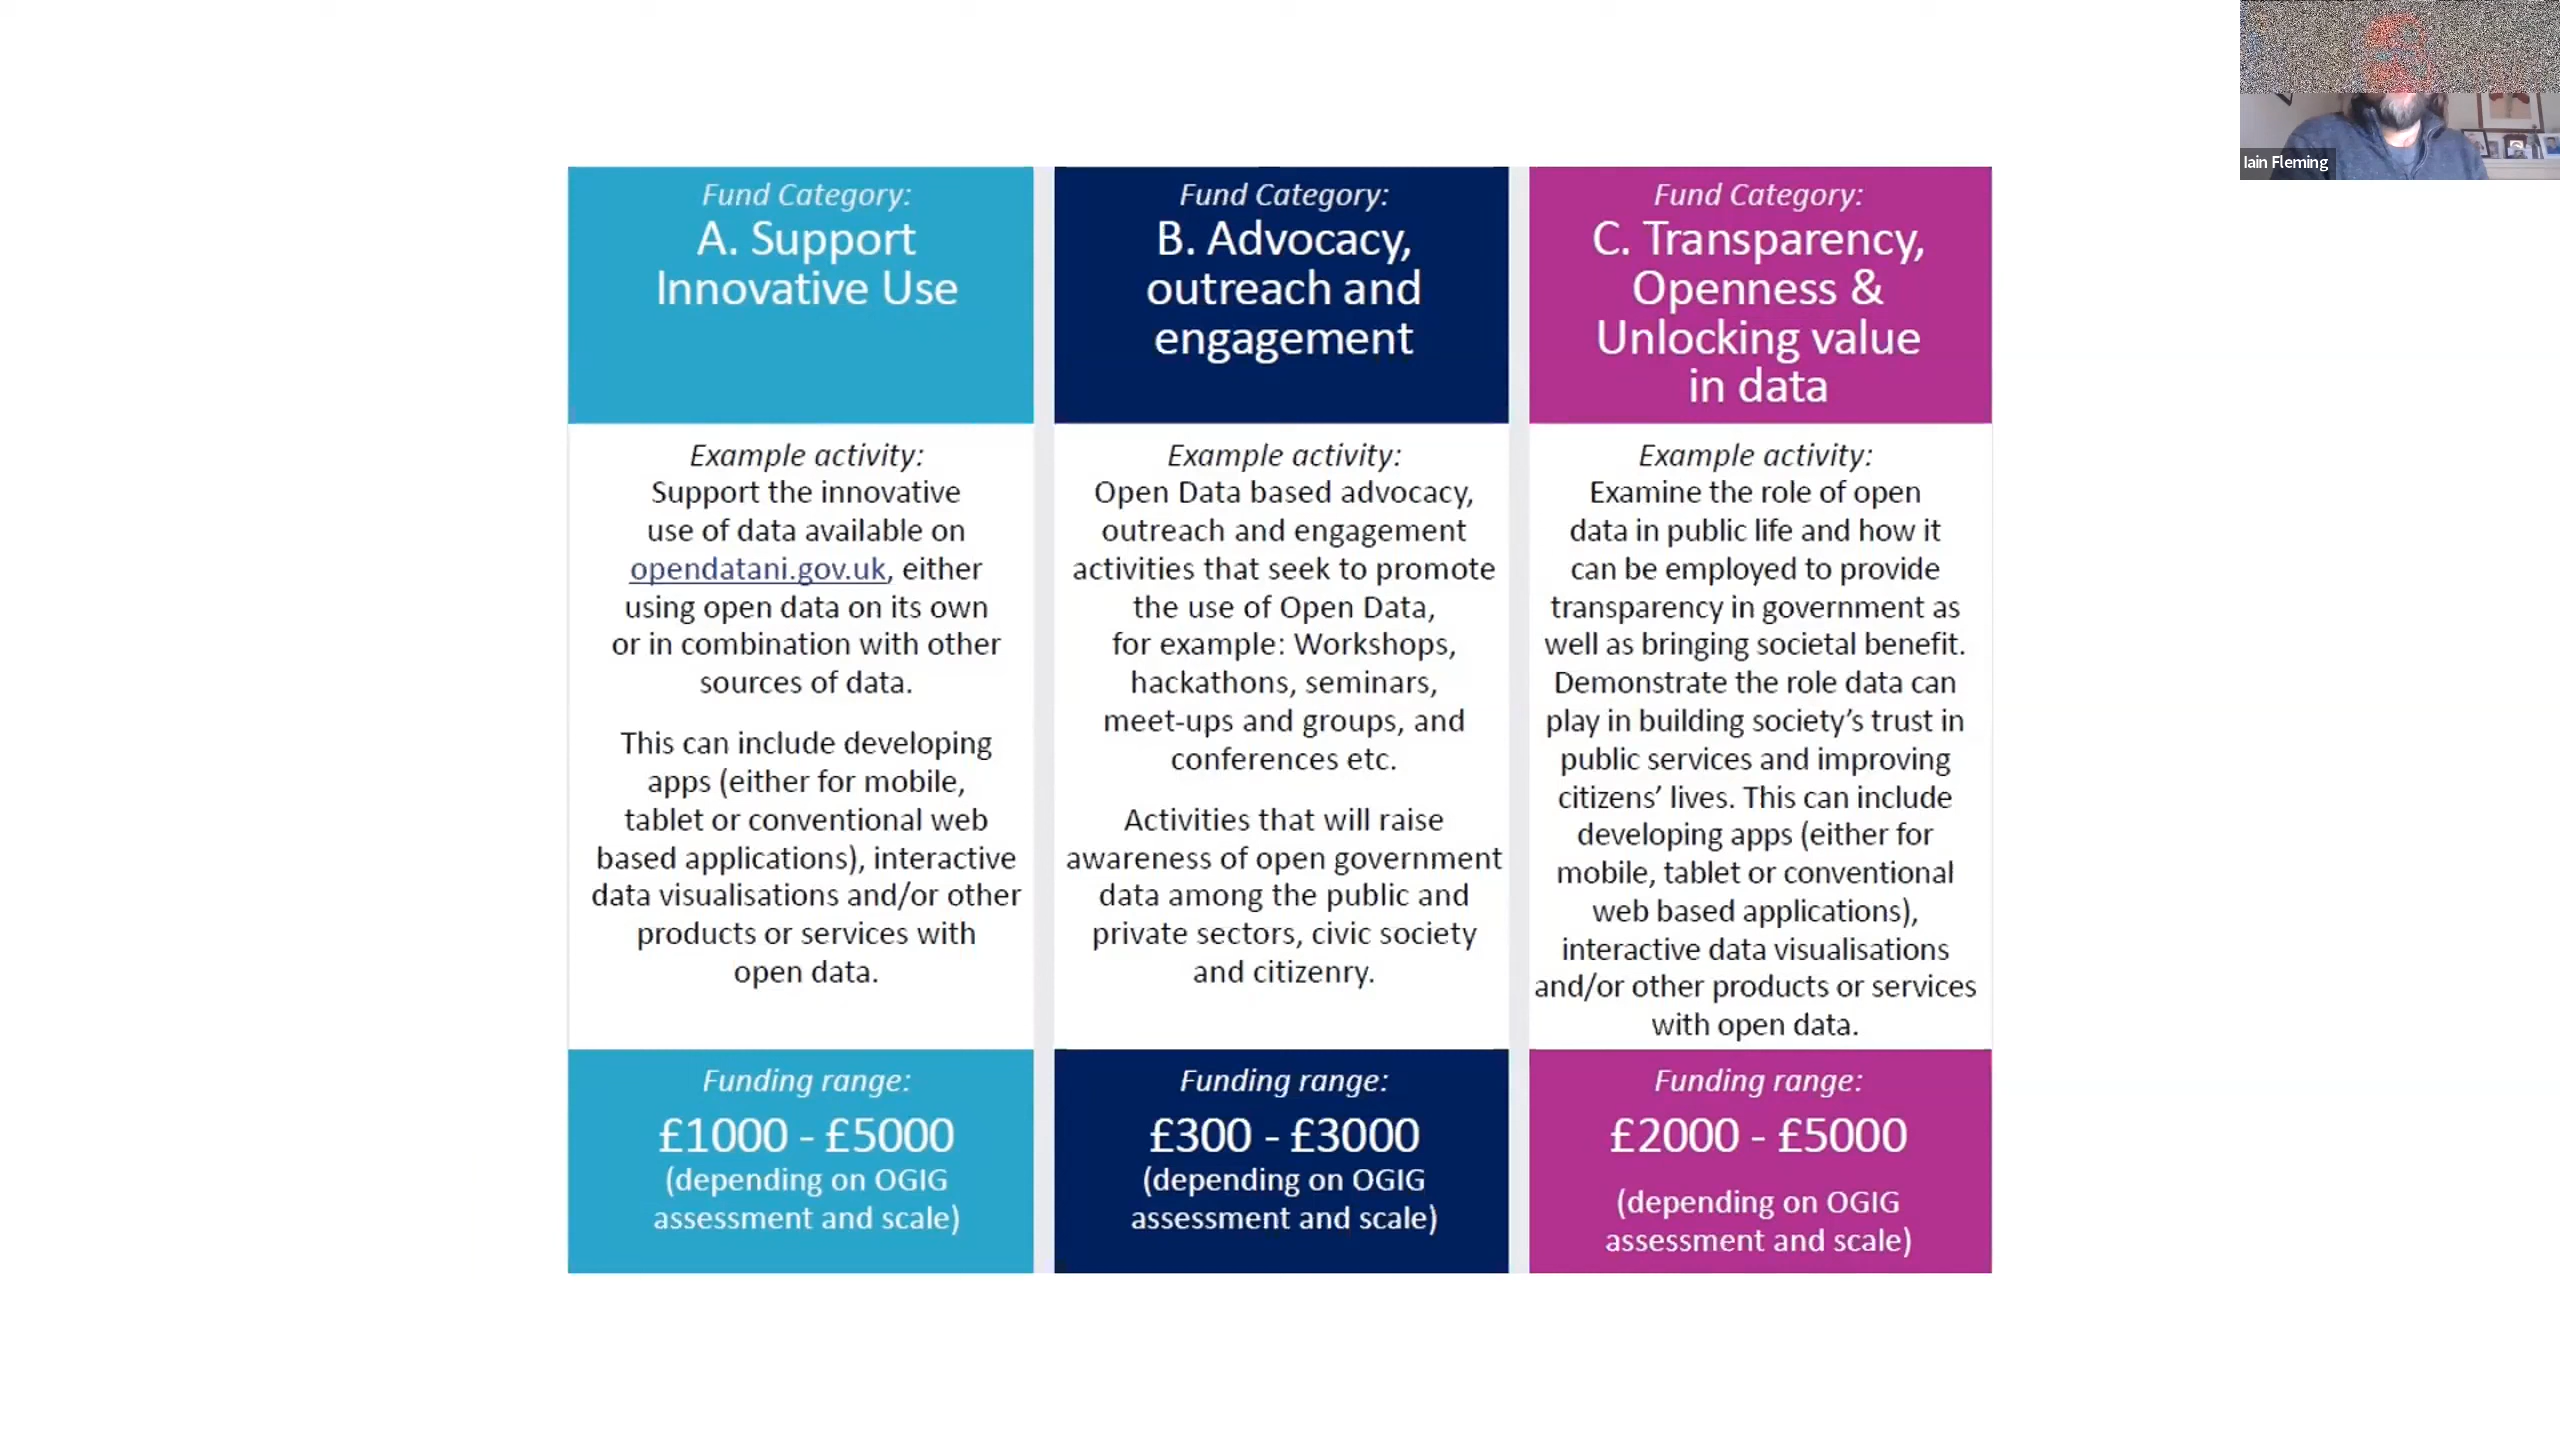 Fund Category:
A. Support
Innovative Use
Example activity:
Support the innovative
use of data available on
opendatani.gov.uk, either
using open data on its own
or in combination with other
sources of data.
This can include developing
apps (either for mobile,
tablet or conventional web
based applications), interactive
data visualisations and/or other
products or services with
open data.
Funding range:
£1000 - £5000
(depending on OGIG
assessment and scale)
Fund Category:
B. Advocacy,
outreach and
engagement
Example activity:
Open Data based advocacy,
outreach and engagement
activities that seek to promote
the use of Open Data,
for example: Workshops,
hackathons, seminars,
meet-ups and groups, and
conferences etc.
Activities that will raise
awareness of open government
data among the public and
private sectors, civic society
and citizenry.
Funding range:
£300 - £3000
(depending on OGIG
assessment and scale)
Fund Category:
C. Transparency,
Openness &
Unlocking value
in data
Example activity:
Examine the role of open
data in public life and how it
can be employed to provide
transparency in government as
well as bringing societal benefit.
Demonstrate the role data can
play in building society’s trust in
public services and improving
citizens’ lives. This can include
developing apps (either for
mobile, tablet or conventional
web based applications),
interactive data visualisations
and/or other products or services
with open data.
Funding range:
£2000 - £5000
(depending on OGIG
assessment and scale)
Iain Fleming